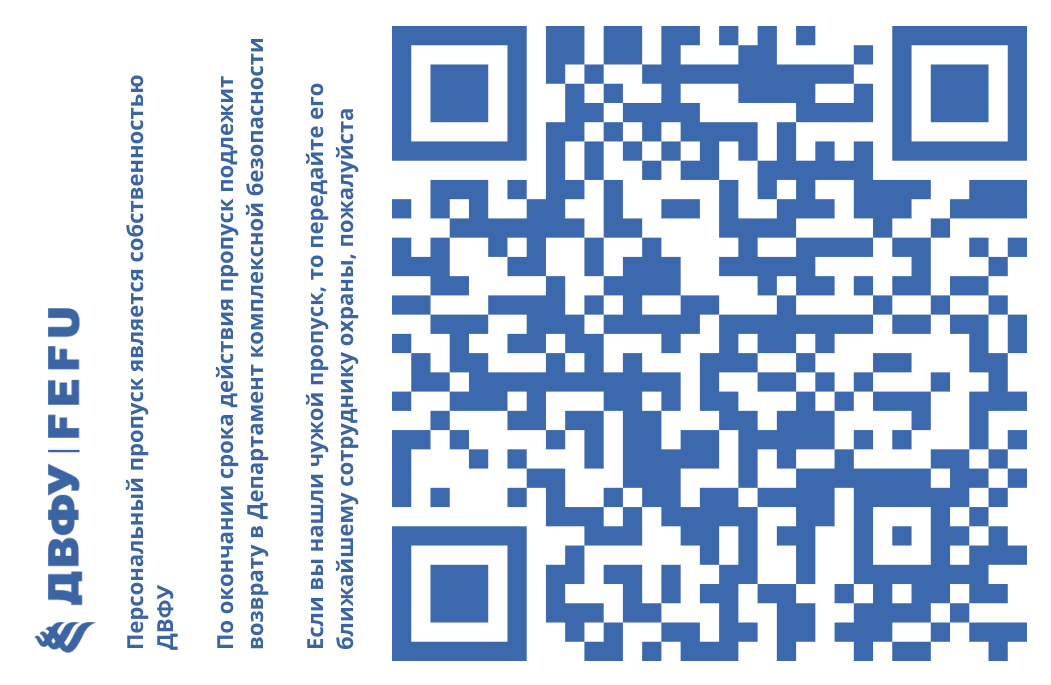 ДВФУ | FEFU
Персональный пропуск является собственностью
ДВФУ
По окончании срока действия пропуск подлежит
возврату в Департамент комплексной безопасности
Если вы нашли чужой пропуск, то передайте его
ближайшему сотруднику охраны, пожалуйста